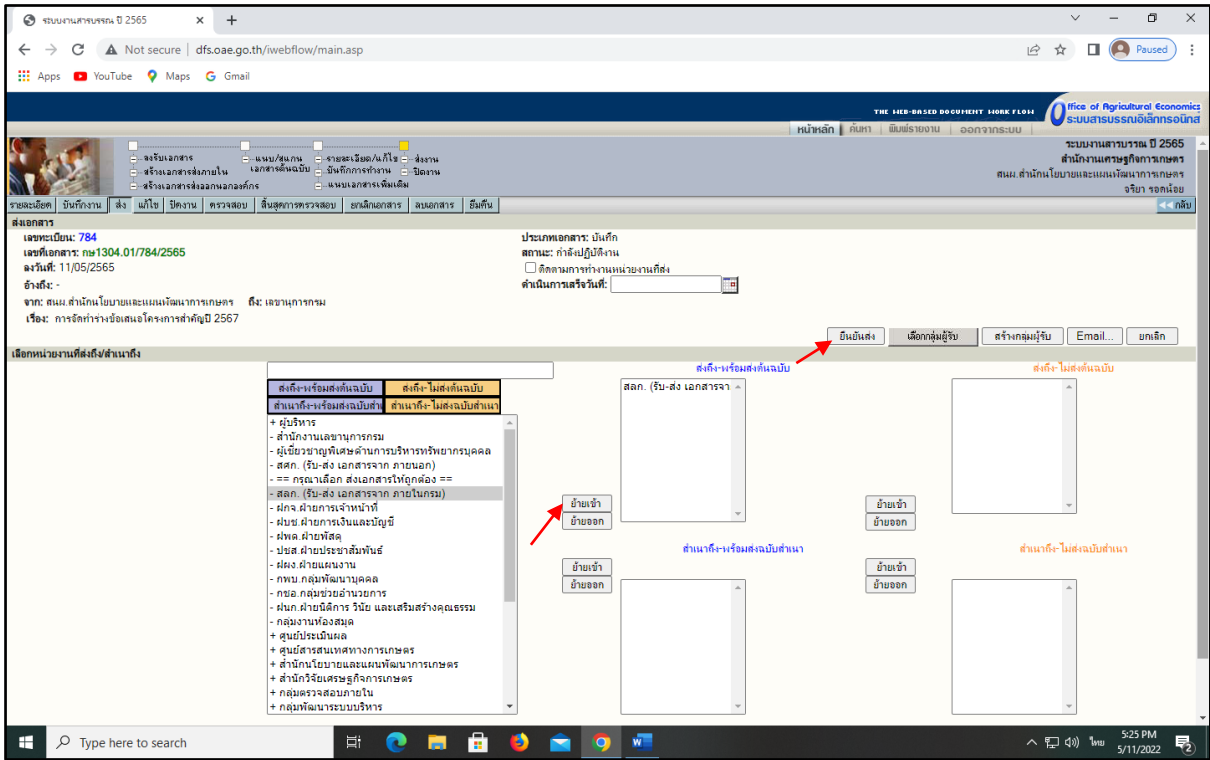 ระบบงานสารบรรณ ปี 2565
Not secure | dfs.oae.go.th/iwebflow/main.asp
Paused
Apps YouTube Maps Gmail
THE WEB-BASED DOCUMENT WORK FLOW
Office of Agricultural Economics
ระบบสารบรรณอิเล็กทรอนิกส์
หน้าหลัก | ค้นหา | พิมพ์รายงาน | ออกจากระบบ
ลงรับเอกสาร
สร้างเอกสารส่งภายใน
สร้างเอกสารส่งออกนอกองค์กร
แนบ/สแกน
เอกสารต้นฉบับ
รายละเอียด/แก้ไข
บันทึกการทำงาน
แนบเอกสารเพิ่มเติม
ส่งงาน
ปิดงาน
ระบบงานสารบรรณ ปี 2565
สำนักงานเศรษฐกิจการเกษตร
สนผ.สำนักนโยบายและแผนพัฒนาการเกษตร
จริยา รอดน้อย
รายละเอียด บันทึกงาน ส่ง แก้ไข ปิดงาน ตรวจสอบ สิ้นสุดการตรวจสอบ ยกเลิกเอกสาร ลบเอกสาร ยืมคืน << กลับ
ส่งเอกสาร
เลขทะเบียน: 784
เลขที่เอกสาร: กษ1304.01/784/2565
ลงวันที่: 11/05/2565
อ้างถึง: -
จาก: สนผ.สำนักนโยบายและแผนพัฒนาการเกษตร ถึง: เลขานุการกรม
เรื่อง: การจัดทำร่างข้อเสนอโครงการสำคัญปี 2567
ประเภทเอกสาร: บันทึก
สถานะ: กำลังปฏิบัติงาน
ติดตามการทำงานหน่วยงานที่ส่ง
ดำเนินการเสร็จวันที่:
ยืนยันส่ง เลือกกลุ่มผู้รับ สร้างกลุ่มผู้รับ Email... ยกเลิก
เลือกหน่วยงานที่ส่งถึง/สำเนาถึง
ส่งถึง-พร้อมส่งต้นฉบับ ส่งถึง-ไม่ส่งต้นฉบับ
สำเนาถึง-พร้อมส่งฉบับสำเ สำเนาถึง-ไม่ส่งฉบับสำเนา
+ ผู้บริหาร
- สำนักงานเลขานุการกรม
- ผู้เชี่ยวชาญพิเศษด้านการบริหารทรัพยากรบุคคล
- สศก. (รับ-ส่ง เอกสารจาก ภายนอก)
- == กรุณาเลือก ส่งเอกสารให้ถูกต้อง ==
- สลก. (รับ-ส่ง เอกสารจาก ภายในกรม)
- ฝกจ.ฝ่ายการเจ้าหน้าที่
- ฝบช.ฝ่ายการเงินและบัญชี
- ฝพด.ฝ่ายพัสดุ
- ปชส.ฝ่ายประชาสัมพันธ์
- ฝผง.ฝ่ายแผนงาน
- กพบ.กลุ่มพัฒนาบุคคล
- กชอ.กลุ่มช่วยอำนวยการ
- ฝนก.ฝ่ายนิติการ วินัย และเสริมสร้างคุณธรรม
- กลุ่มงานห้องสมุด
+ ศูนย์ประเมินผล
+ ศูนย์สารสนเทศทางการเกษตร
+ สำนักนโยบายและแผนพัฒนาการเกษตร
+ สำนักวิจัยเศรษฐกิจการเกษตร
+ กลุ่มตรวจสอบภายใน
+ กลุ่มพัฒนาระบบบริหาร
ส่งถึง-พร้อมส่งต้นฉบับ
สลก. (รับ-ส่ง เอกสารจา
ย้ายเข้า
ย้ายออก
ส่งถึง-ไม่ส่งต้นฉบับ
ย้ายเข้า
ย้ายออก
สำเนาถึง-พร้อมส่งฉบับสำเนา
ย้ายเข้า
ย้ายออก
สำเนาถึง-ไม่ส่งฉบับสำเนา
ย้ายเข้า
ย้ายออก
Type here to search
ไทย
5:25 PM
5/11/2022
2